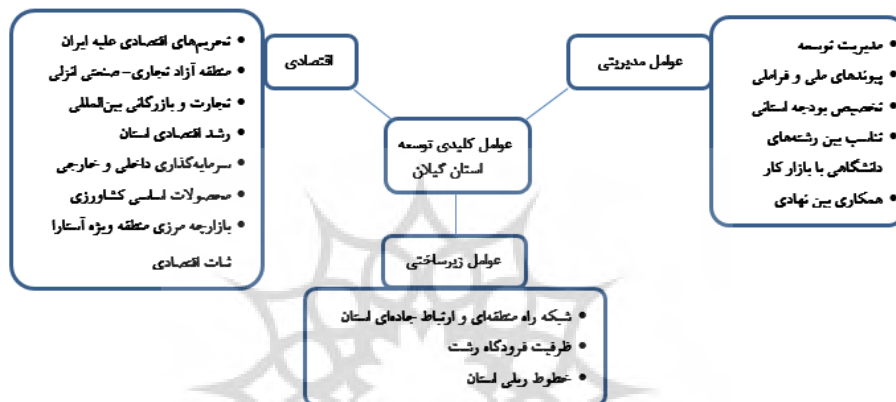 عوامل کلیدی توسعه
استان گیلان
عوامل مدیریتی
• مدیریت توسعه
• پیوندهای ملی و فراملی
• تخصیص بودجه استانی
• تناسب بین رشته‌های
دانشگاهی با بازار کار
• همکاری بین نهادی
اقتصادی
• تحریم‌های اقتصادی علیه ایران
• منطقه آزاد تجاری- صنعتی انزلی
• تجارت و بازرگانی بین‌المللی
• رشد اقتصادی استان
• سرمایه‌گذاری داخلی و خارجی
• محصولات اساسی کشاورزی
• بازارچه مرزی منطقه ویژه آستارا
ثبات اقتصادی
عوامل زیرساختی
• شبکه راه منطقه‌ای و ارتباط جاده‌ای استان
• ظرفیت فرودگاه رشت
• خطوط ریلی استان